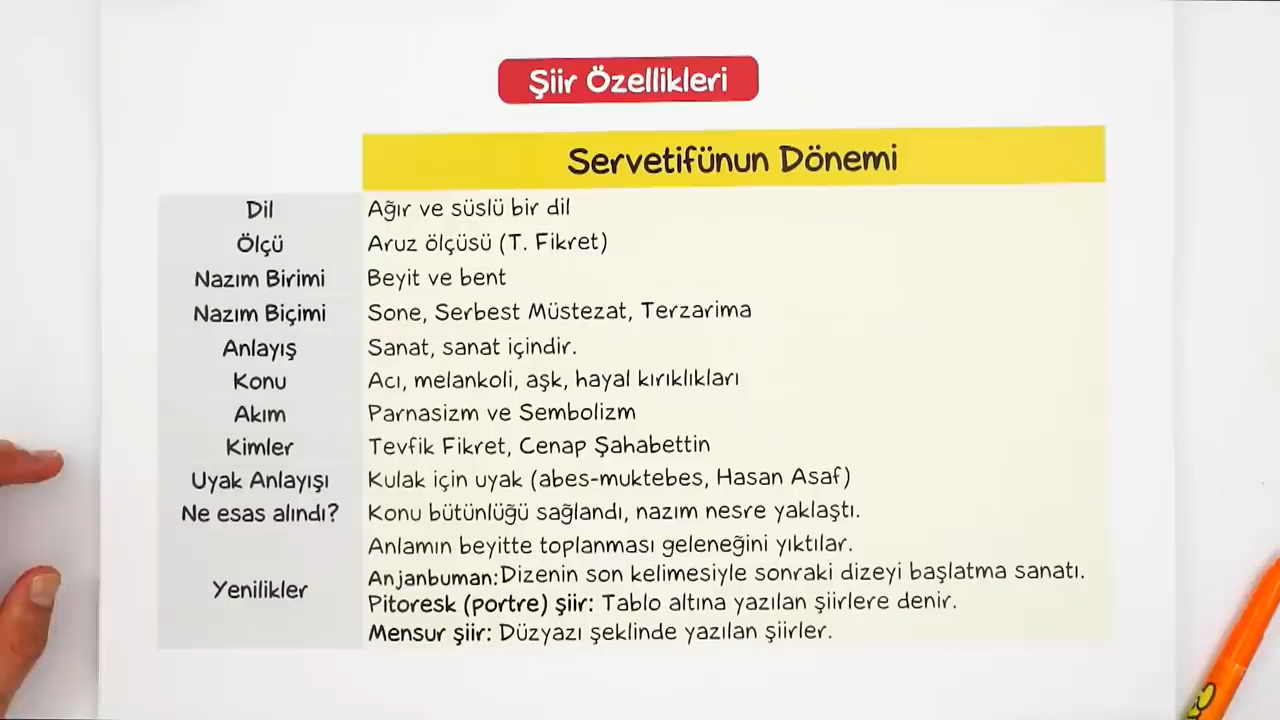 Şiir Özellikleri
Servetifünun Dönemi
Dil Ağır ve süslü bir dil
Ölçü Aruz ölçüsü (T. Fikret)
Nazım Birimi Beyit ve bent
Nazım Biçimi Sone, Serbest Müstezat, Terzarima
Anlayış Sanat, sanat içindir.
Konu Acı, melankoli, aşk, hayal kırıklıkları
Akım Parnasizm ve Sembolizm
Kimler Tevfik Fikret, Cenap Şahabettin
Uyak Anlayışı Kulak için uyak (abes-muktebes, Hasan Asaf)
Ne esas alındı? Konu bütünlüğü sağlandı, nazım nesre yaklaştı.
Yenilikler
Anlamın beyitte toplanması geleneğini yıktılar.
Anjanbuman: Dizenin son kelimesiyle sonraki dizeyi başlatma sanatı.
Pitoresk (portre) şiir: Tablo altına yazılan şiirlere denir.
Mensur şiir: Düzyazı şeklinde yazılan şiirler.